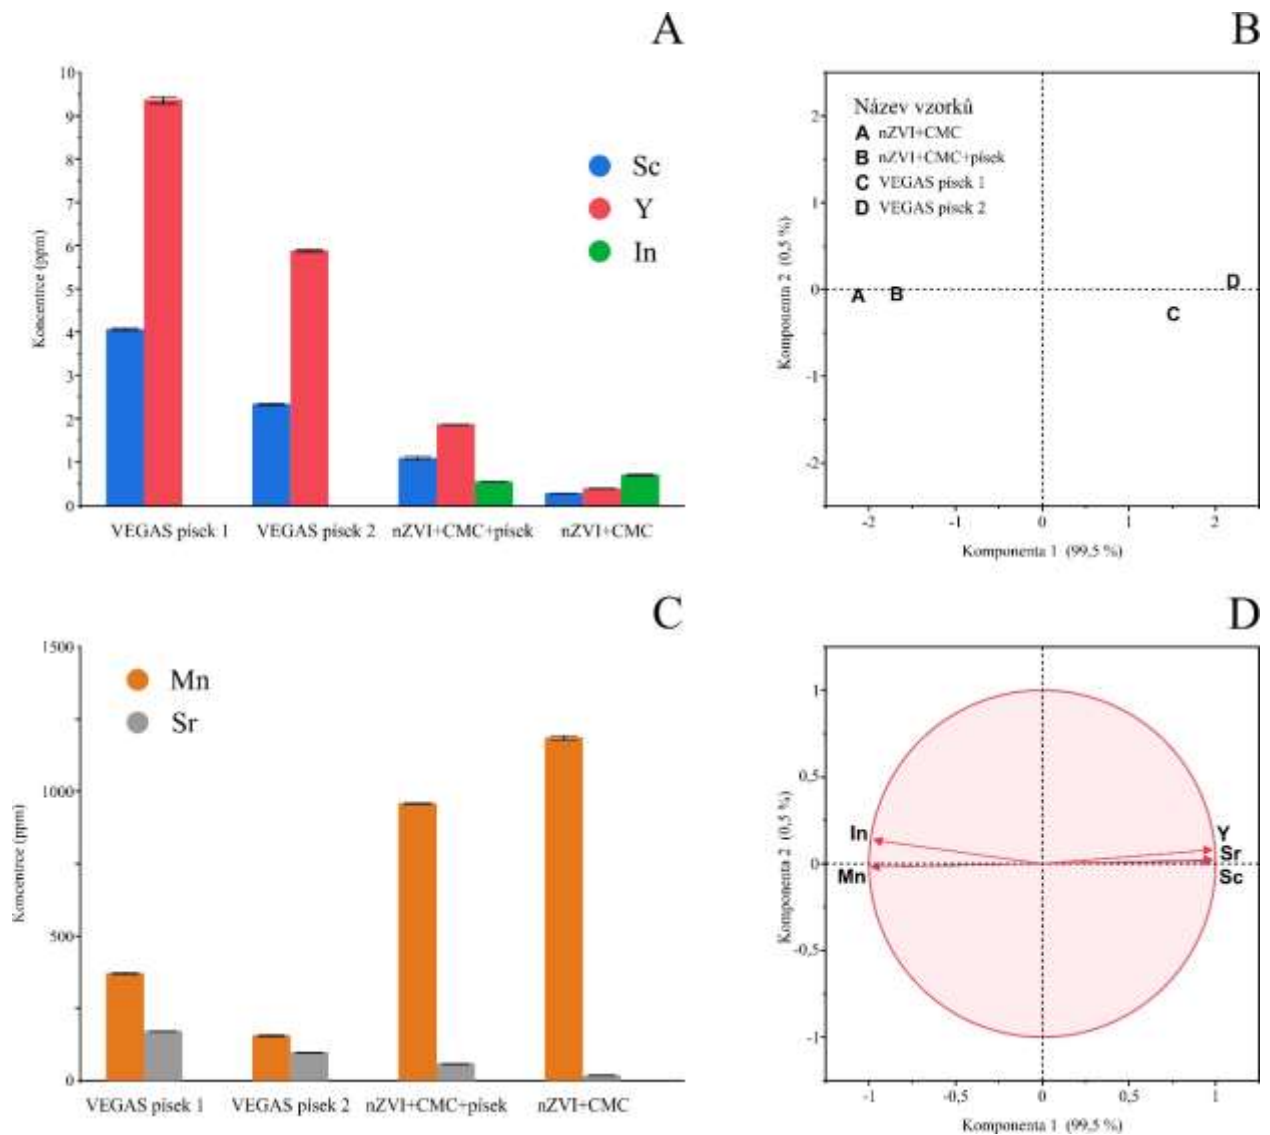 A
10
9
8
7
6
5
4
3
2
1
0
Koncentrce (ppm)
Sc
Y
In
VEGAS písek 1
VEGAS písek 2
nZVI+CMC+písek
nZVI+CMC
B
Název vzorků
A nZVI+CMC
B nZVI+CMC+písek
C VEGAS písek 1
D VEGAS písek 2
2
1
0
-1
-2
Komponenta 2 (0,5 %)
A
B
C
D
-2
-1
0
1
2
Komponenta 1 (99,5 %)
C
1500
1000
500
0
Koncentrce (ppm)
Mn
Sr
VEGAS písek 1
VEGAS písek 2
nZVI+CMC+písek
nZVI+CMC
D
1
0,5
0
-0,5
-1
Komponenta 2 (0,5 %)
In
Mn
Y
Sr
Sc
-1
-0,5
0
0,5
1
Komponenta 1 (99,5 %)